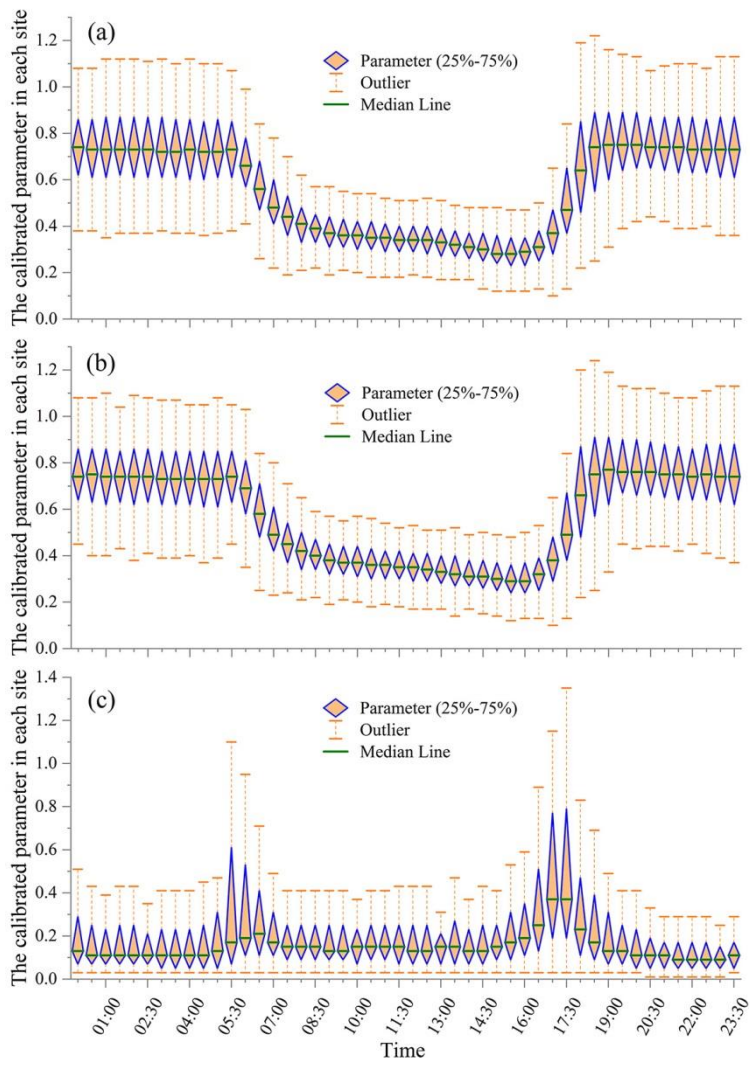 (a)
Parameter (25%-75%)
Outlier
Median Line
The calibrated parameter in each site
1.2
1.0
0.8
0.6
0.4
0.2
0.0
(b)
Parameter (25%-75%)
Outlier
Median Line
The calibrated parameter in each site
1.2
1.0
0.8
0.6
0.4
0.2
0.0
(c)
Parameter (25%-75%)
Outlier
Median Line
The calibrated parameter in each site
1.4
1.2
1.0
0.8
0.6
0.4
0.2
0.0
01:00 02:30 04:00 05:30 07:00 08:30 10:00 11:30 13:00 14:30 16:00 17:30 19:00 20:30 22:00 23:30
Time